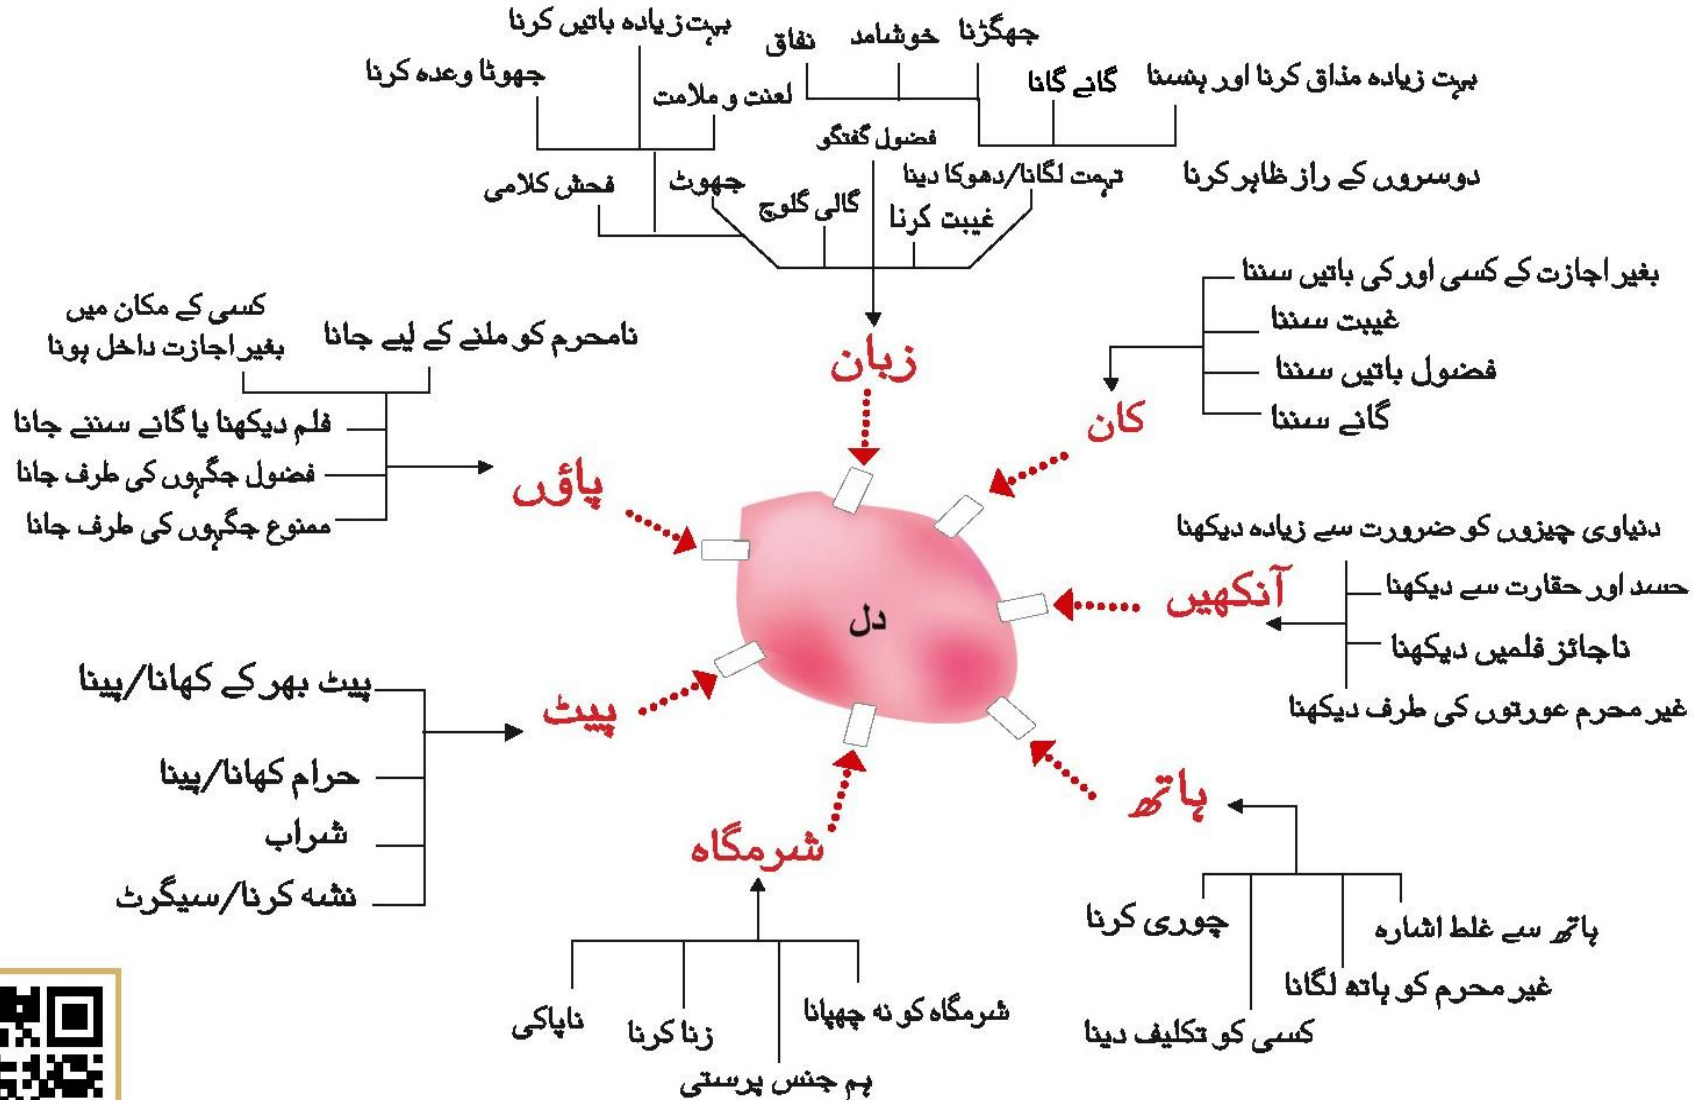 بہت زیادہ باتیں کرنا
جھوٹا وعدہ کرنا
لعنت و ملامت
نفاق
خوشامد
جھگڑنا
گانے گانا
بہت زیادہ مذاق کرنا اور ہنسنا
فضول گفتگو
فحش کلامی
جھوٹ
گالی گلوچ
غیبت کرنا
تہمت لگانا/دھوکا دینا
دوسروں کے راز ظاہر کرنا
زبان
بغیر اجازت کے کسی اور کی باتیں سننا
غیبت سننا
فضول باتیں سننا
گانے سننا
کان
دنیاوی چیزوں کو ضرورت سے زیادہ دیکھنا
حسد اور حقارت سے دیکھنا
ناجائز فلمیں دیکھنا
غیر محرم عورتوں کی طرف دیکھنا
آنکھیں
ہاتھ
چوری کرنا
ہاتھ سے غلط اشارہ
غیر محرم کو ہاتھ لگانا
کسی کو تکلیف دینا
شرمگاہ
شرمگاہ کو نہ چھپانا
ہم جنس پرستی
زنا کرنا
ناپاکی
پیٹ
پیٹ بھر کے کھانا/پینا
حرام کھانا/پینا
شراب
نشہ کرنا/سیگرٹ
پاؤں
نامحرم کو ملنے کے لیے جانا
کسی کے مکان میں
بغیر اجازت داخل ہونا
فلم دیکھنا یا گانے سننے جانا
فضول جگہوں کی طرف جانا
ممنوع جگہوں کی طرف جانا
دل